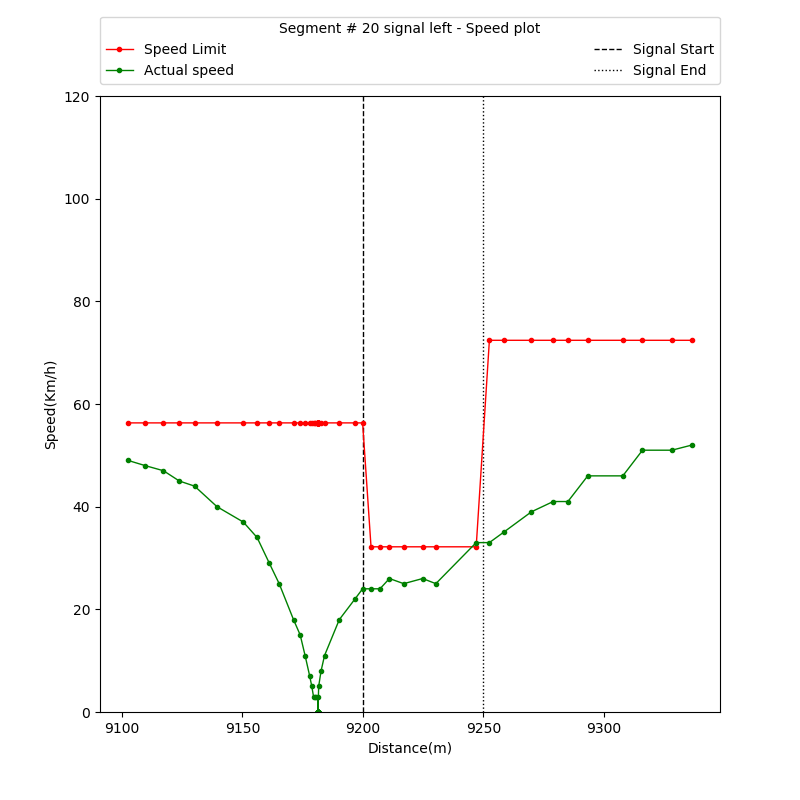 Segment # 20 signal left - Speed plot
Speed Limit
Actual speed
Signal Start
Signal End
120
100
80
60
40
20
0
Speed(Km/h)
9100
9150
9200
9250
9300
Distance(m)